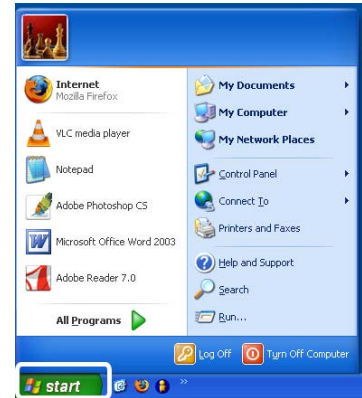 Internet
Mozilla Firefox
VLC media player
Notepad
Adobe Photoshop CS
Microsoft Office Word 2003
Adobe Reader 7.0
All Programs
My Documents
My Computer
My Network Places
Control Panel
Connect To
Printers and Faxes
Help and Support
Search
Run...
Log Off
Turn Off Computer
start